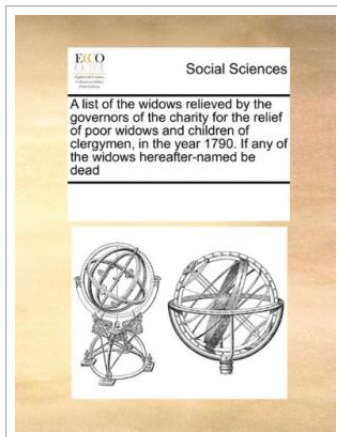 ECCO
Social Sciences
A list of the widows relieved by the
governors of the charity for the relief
of poor widows and children of
clergymen, in the year 1790. If any of
the widows hereafter-named be
dead